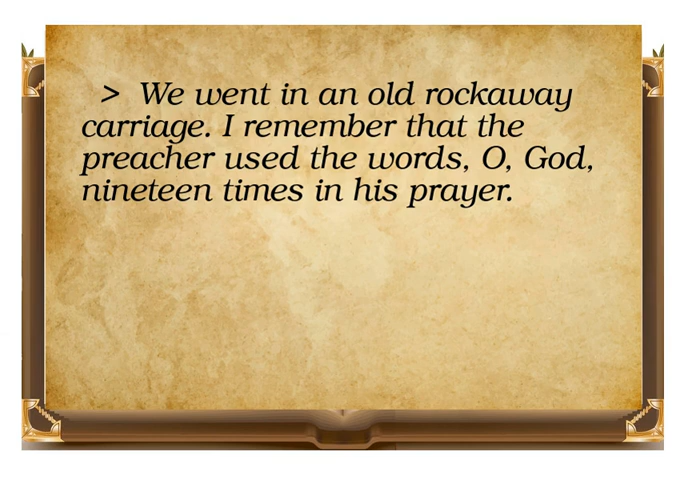 > We went in an old rockaway
carriage. I remember that the
preacher used the words, O, God,
nineteen times in his prayer.